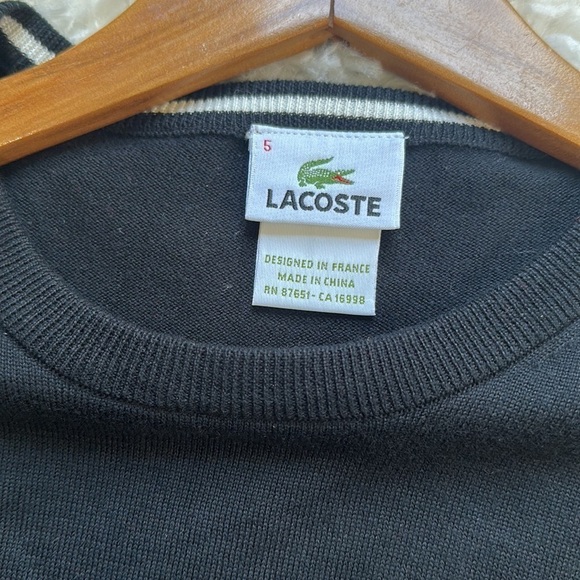 5
LACOSTE
DESIGNED IN FRANCE
MADE IN CHINA
RN 87651 - CA 16998